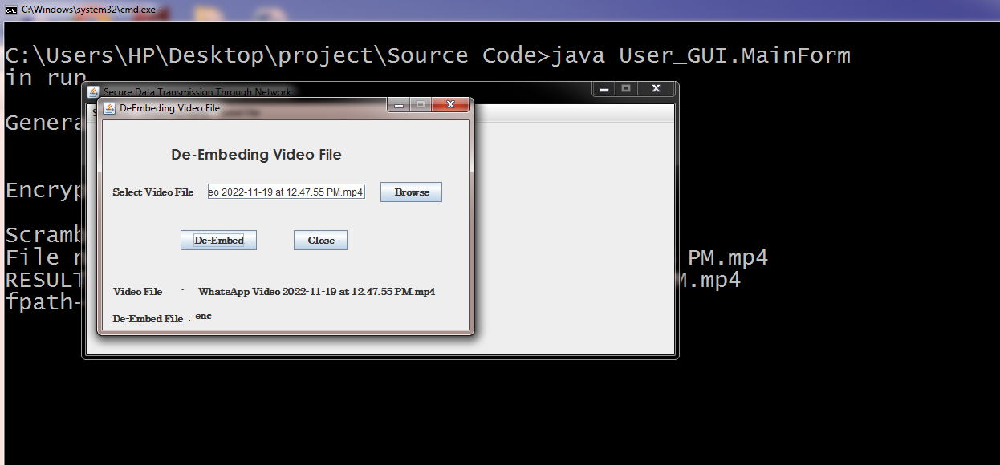 C:\Windows\system32\cmd.exe
C:\Users\HP\Desktop\project\Source Code>java User_GUI.MainForm
in run
Secure Data Transmission Through Network
DeEmbeding Video File
Genera
De-Embeding Video File
Encryp
Select Video File eo 2022-11-19 at 12.47.55 PM.mp4 Browse
Scramb
De-Embed Close
File PM.mp4
RESULT .mp4
Video File : WhatsApp Video 2022-11-19 at 12.47.55 PM.mp4
fpath-
De-Embed File : enc